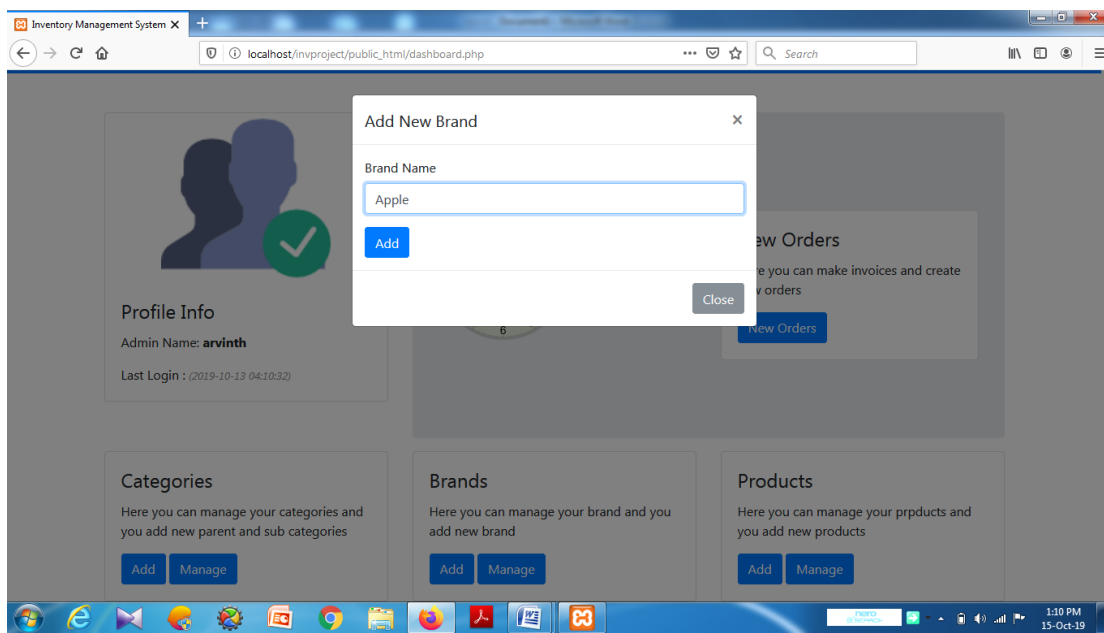 Inventory Management System
localhost/invproject/public_html/dashboard.php
Search
Add New Brand
Brand Name
Apple
Add
Close
6
Profile Info
Admin Name: arvinth
Last Login : (2019-10-13 04:10:32)
ew Orders
re you can make invoices and create
v orders
New Orders
Categories
Here you can manage your categories and
you add new parent and sub categories
Add Manage
Brands
Here you can manage your brand and you
add new brand
Add Manage
Products
Here you can manage your prpducts and
you add new products
Add Manage
nero
1:10 PM
15-Oct-19